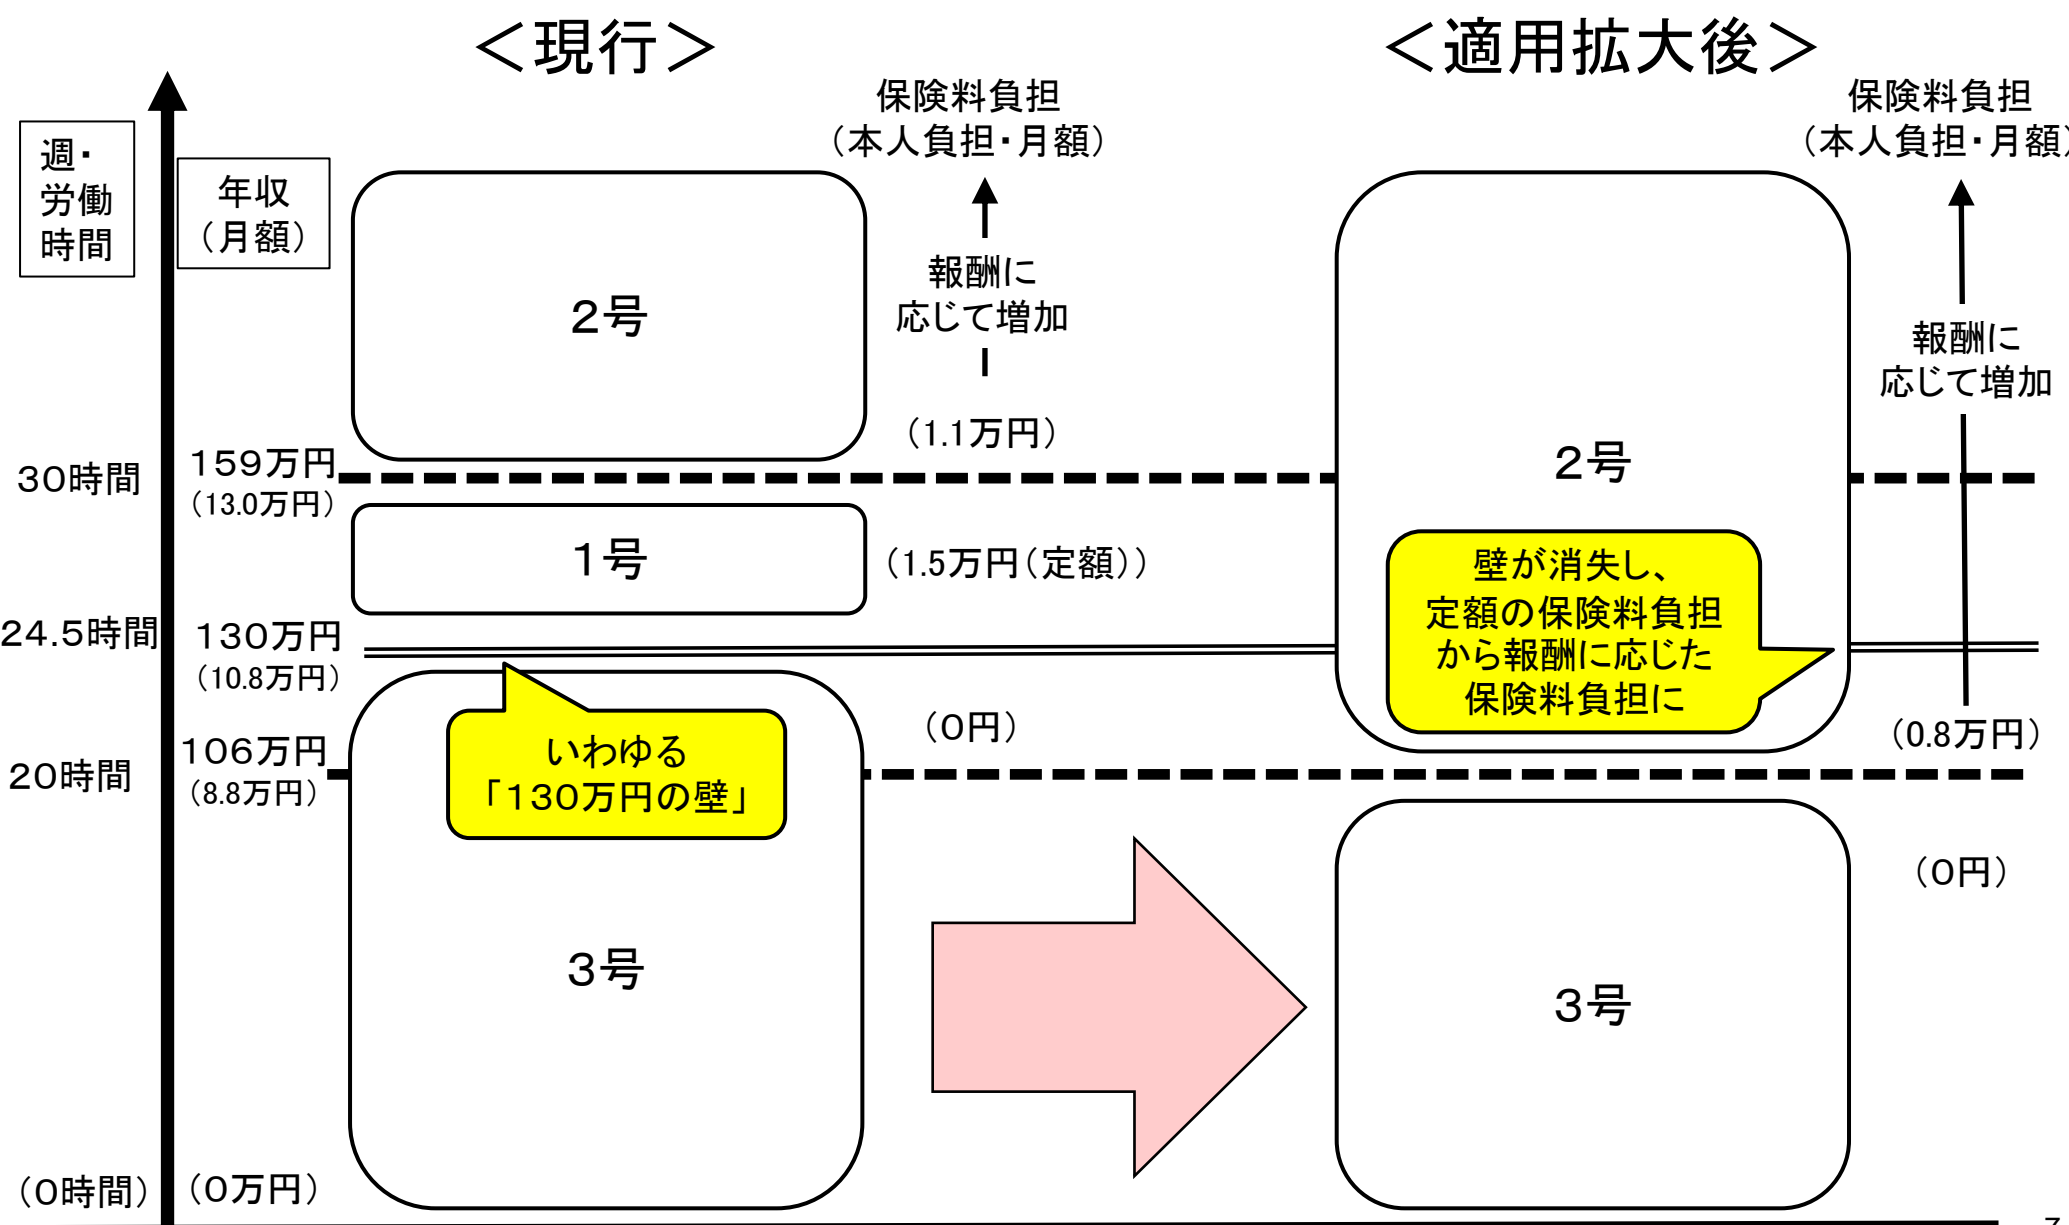 ＜現行＞
＜適用拡大後＞
保険料負担
（本人負担・月額）
保険料負担
（本人負担・月額）
週・
労働
時間
年収
（月額）
2号
報酬に
応じて増加
（1.1万円）
30時間
159万円
（13.0万円）
1号
（1.5万円（定額））
24.5時間
130万円
（10.8万円）
いわゆる
「130万円の壁」
（0円）
20時間
106万円
（8.8万円）
3号
（0時間）
（0万円）
2号
報酬に
応じて増加
壁が消失し、
定額の保険料負担
から報酬に応じた
保険料負担に
（0.8万円）
3号
（0円）